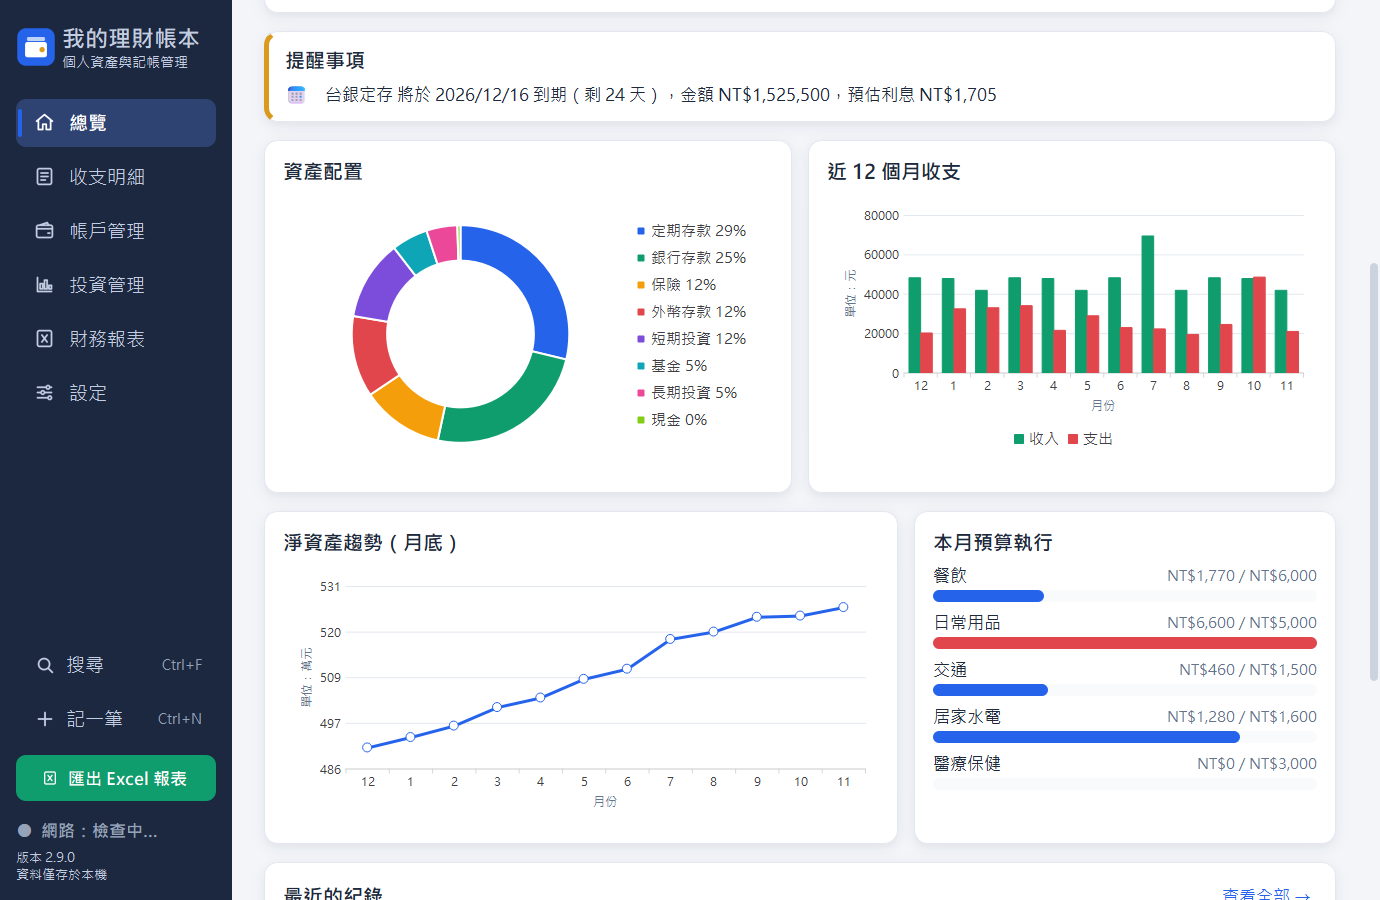 我的理財帳本
個人資產與記帳管理
總覽
收支明細
帳戶管理
投資管理
財務報表
設定
搜尋 Ctrl+F
記一筆 Ctrl+N
匯出 Excel 報表
網路：檢查中...
版本 2.9.0
資料僅存於本機
提醒事項
台銀定存 將於 2026/12/16 到期（剩 24 天），金額 NT$1,525,500，預估利息 NT$1,705
資產配置
定期存款 29%
銀行存款 25%
保險 12%
外幣存款 12%
短期投資 12%
基金 5%
長期投資 5%
現金 0%
近 12 個月收支
單位：元
80000
60000
40000
20000
0
12 1 2 3 4 5 6 7 8 9 10 11
月份
收入 支出
淨資產趨勢（月底）
單位：萬元
531
520
509
497
486
12 1 2 3 4 5 6 7 8 9 10 11
月份
本月預算執行
餐飲 NT$1,770 / NT$6,000
日常用品 NT$6,600 / NT$5,000
交通 NT$460 / NT$1,500
居家水電 NT$1,280 / NT$1,600
醫療保健 NT$0 / NT$3,000
最近的紀錄 查看全部 →